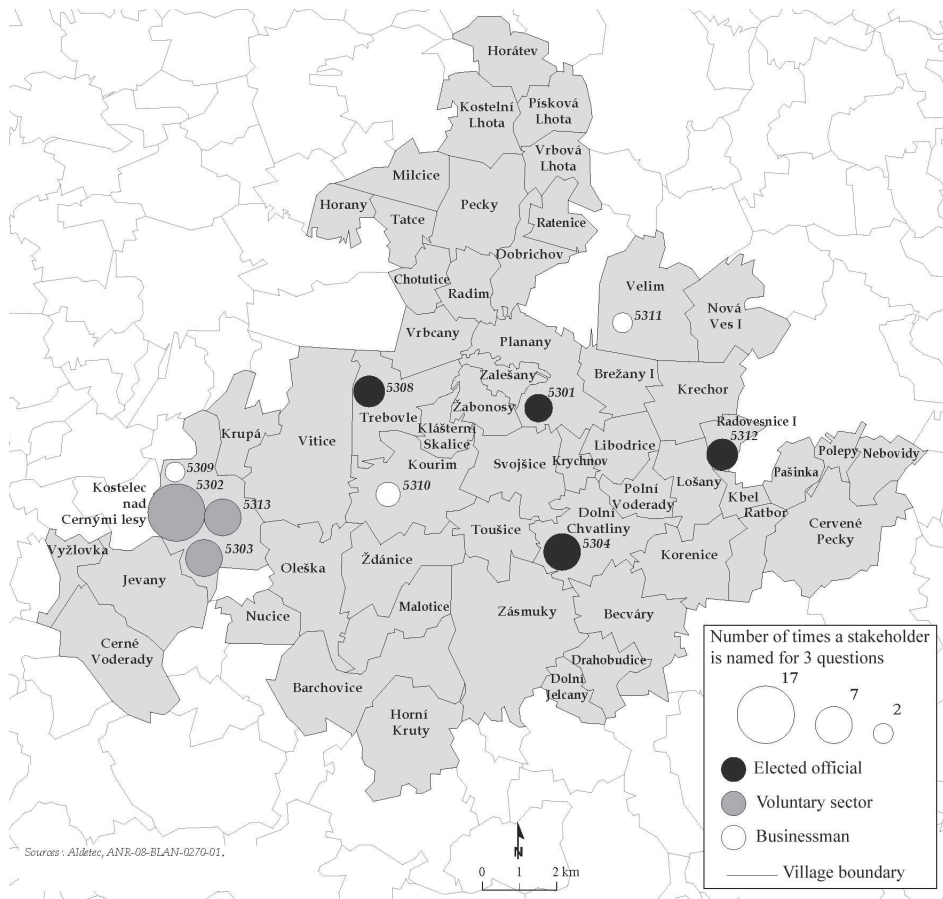 Horátev
Kostelní
Lhota
Písková
Lhota
Vrbová
Lhota
Milcice
Horany
Tatce
Pecky
Ratenice
Dobrichov
Chotutice
Radim
Velim
5311
Nová
Ves I
Vrbcany
Planany
Zalešany
Brežany I
Krechor
5308
Trebovle
Žabonosy
5301
Klášterní
Skalice
Radovesnice I
5312
Krupá
Vitice
Kourim
Svojšice
Krychnov
Libodrice
Polepy
Nebovidy
Pašinka
5309
5302
Kostelec
nad
Cernými lesy
5313
5310
Polní
Voderady
Lošany
Kbel
Ratbor
Toušice
Dolní
Chvatliny
5304
Cervené
Pecky
Vyžlovka
5303
Jevany
Oleška
Ždánice
Korenice
Nucice
Malotice
Zásmuky
Becváry
Cerné
Voderady
Barchovice
Drahobudice
Dolní
Jelcany
Horní
Kruty
Number of times a stakeholder
is named for 3 questions
17
7
2
Elected official
Voluntary sector
Businessman
Village boundary
Sources : Aldetec, ANR-08-BLAN-0270-01.
N
0 1 2 km